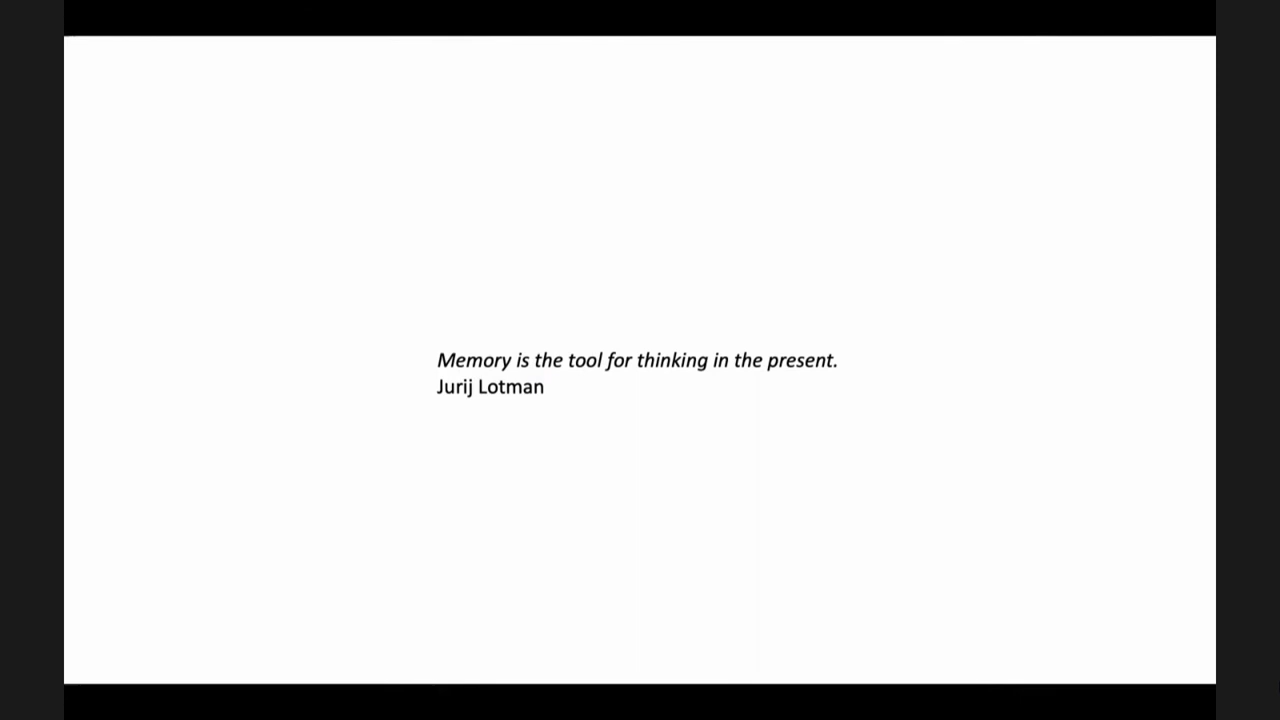 Memory is the tool for thinking in the present.
Jurij Lotman